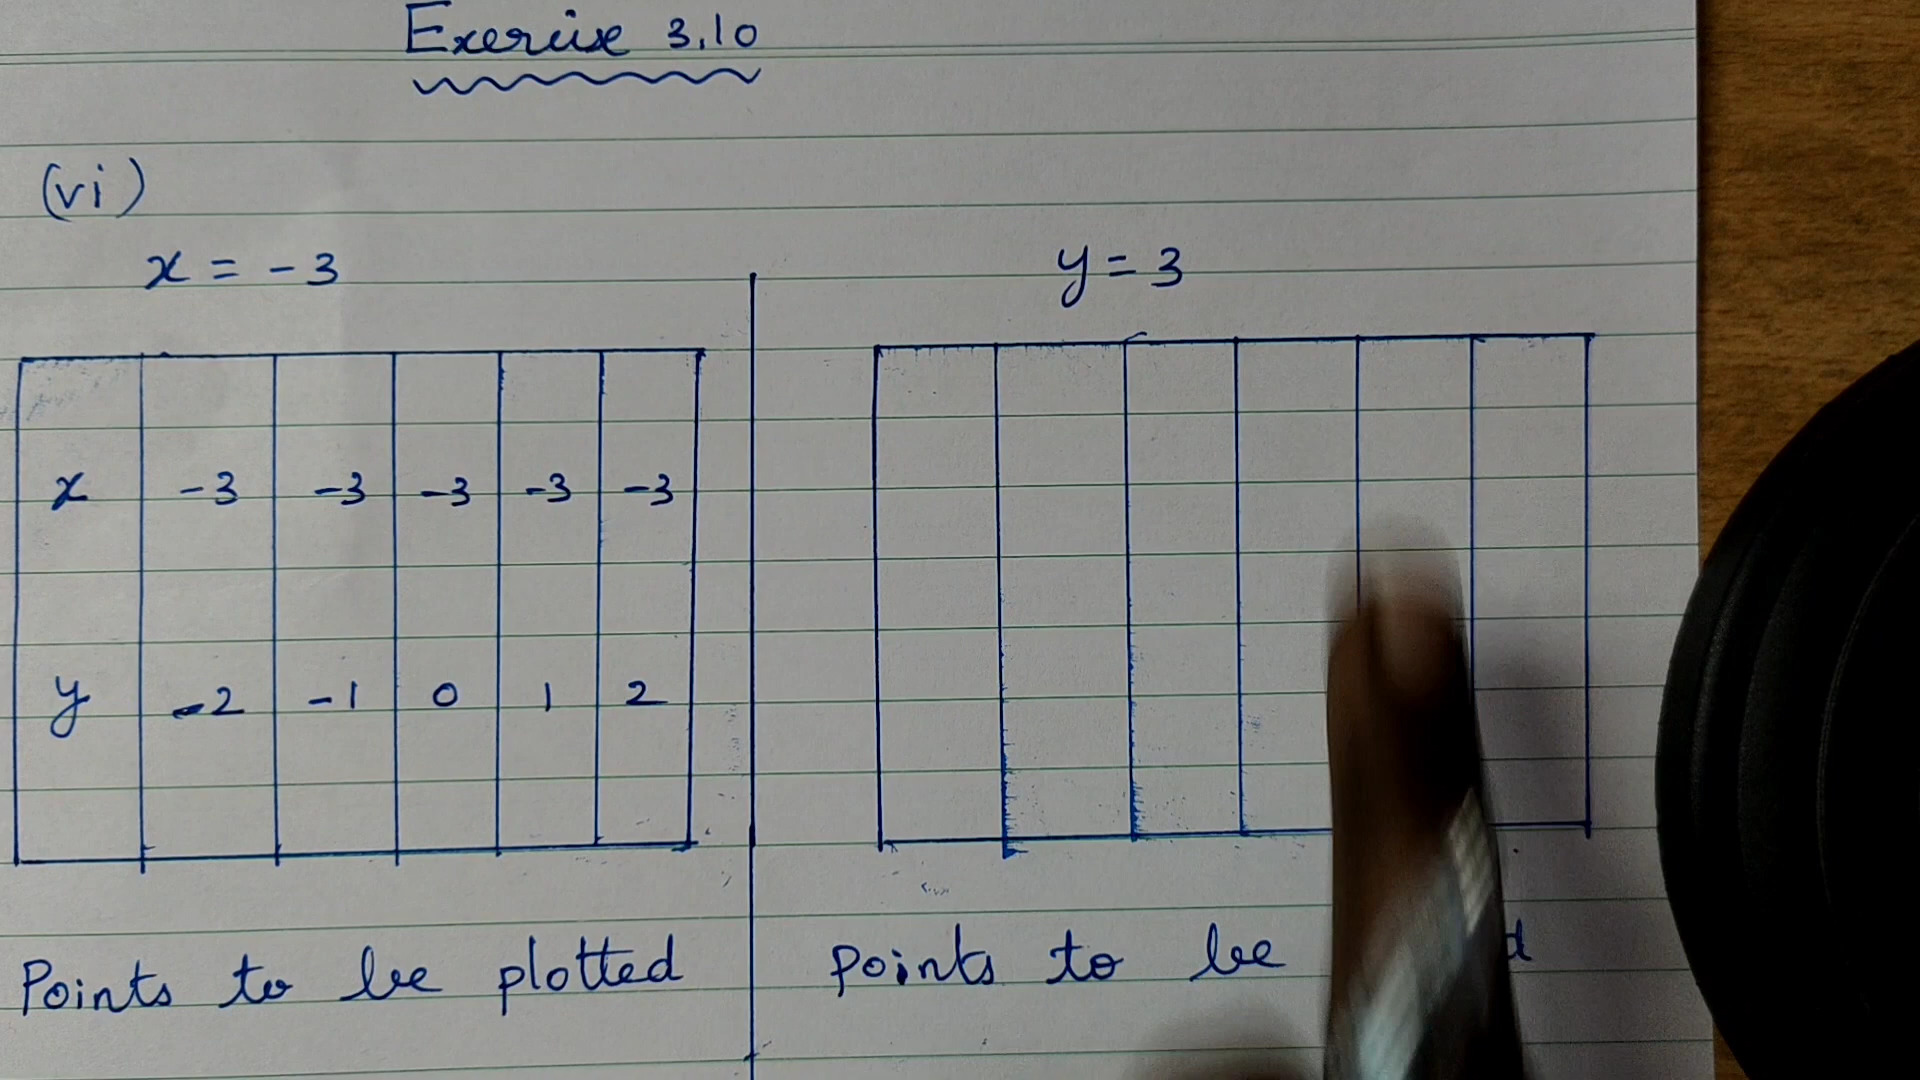 Exercise 3.10
(vi)
x = -3
x -3 -3 -3 -3 -3
y -2 -1 0 1 2
Points to be plotted
y = 3
Points to be